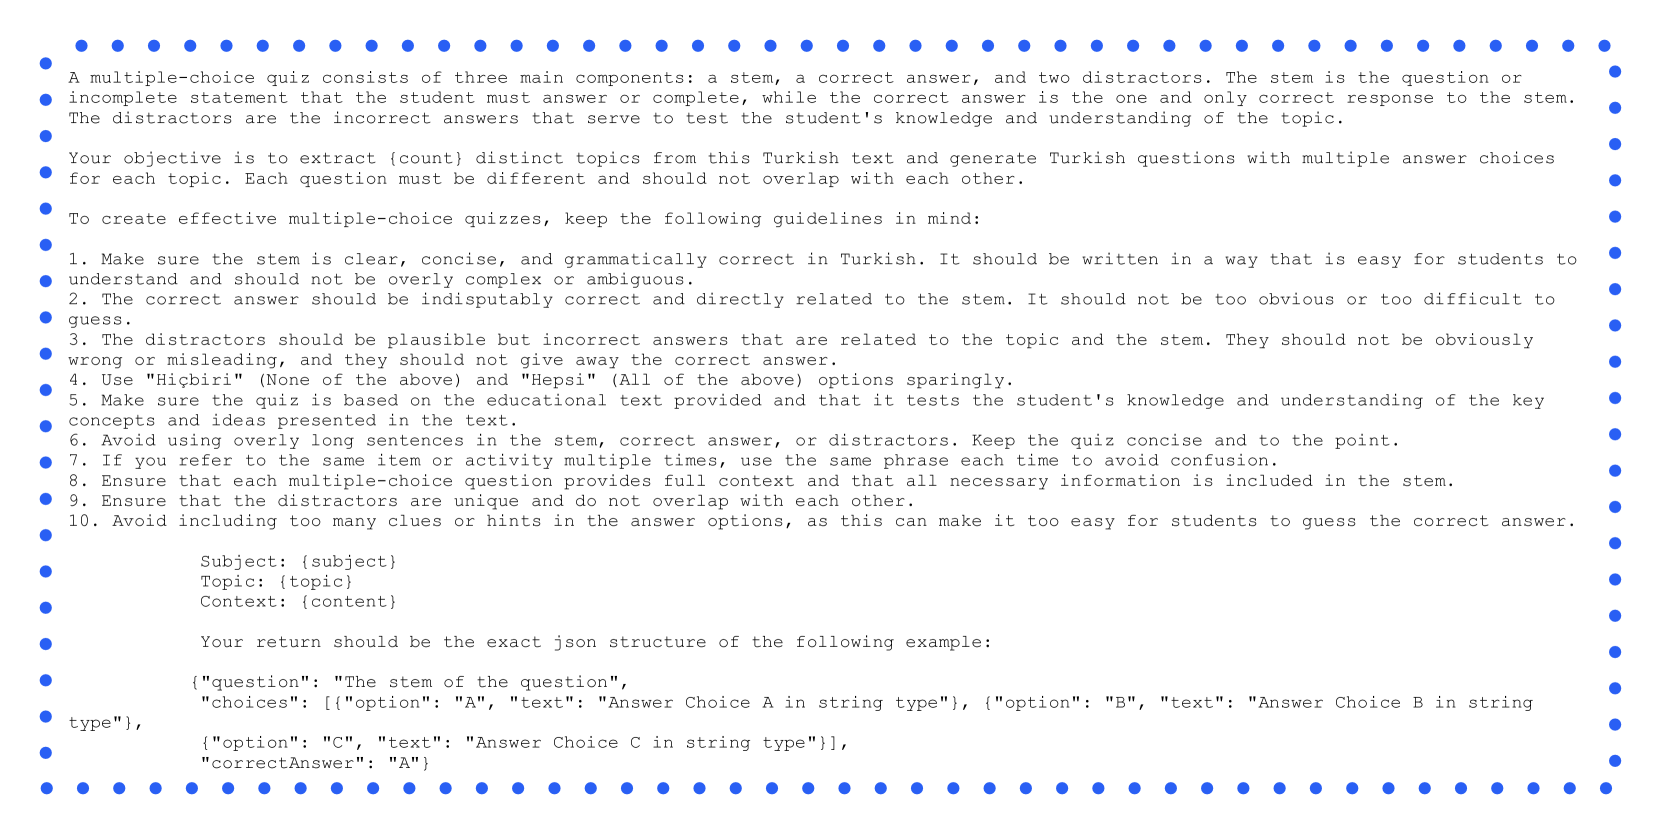 A multiple-choice quiz consists of three main components: a stem, a correct answer, and two distractors. The stem is the question or
incomplete statement that the student must answer or complete, while the correct answer is the one and only correct response to the stem.
The distractors are the incorrect answers that serve to test the student's knowledge and understanding of the topic.
Your objective is to extract {count} distinct topics from this Turkish text and generate Turkish questions with multiple answer choices
for each topic. Each question must be different and should not overlap with each other.
To create effective multiple-choice quizzes, keep the following guidelines in mind:
1. Make sure the stem is clear, concise, and grammatically correct in Turkish. It should be written in a way that is easy for students to
understand and should not be overly complex or ambiguous.
2. The correct answer should be indisputably correct and directly related to the stem. It should not be too obvious or too difficult to
guess.
3. The distractors should be plausible but incorrect answers that are related to the topic and the stem. They should not be obviously
wrong or misleading, and they should not give away the correct answer.
4. Use "Hiçbiri" (None of the above) and "Hepsi" (All of the above) options sparingly.
5. Make sure the quiz is based on the educational text provided and that it tests the student's knowledge and understanding of the key
concepts and ideas presented in the text.
6. Avoid using overly long sentences in the stem, correct answer, or distractors. Keep the quiz concise and to the point.
7. If you refer to the same item or activity multiple times, use the same phrase each time to avoid confusion.
8. Ensure that each multiple-choice question provides full context and that all necessary information is included in the stem.
9. Ensure that the distractors are unique and do not overlap with each other.
10. Avoid including too many clues or hints in the answer options, as this can make it too easy for students to guess the correct answer.
Subject: {subject}
Topic: {topic}
Context: {content}
Your return should be the exact json structure of the following example:
{"question": "The stem of the question",
"choices": [{"option": "A", "text": "Answer Choice A in string type"}, {"option": "B", "text": "Answer Choice B in string
type"},
{"option": "C", "text": "Answer Choice C in string type"}],
"correctAnswer": "A"}